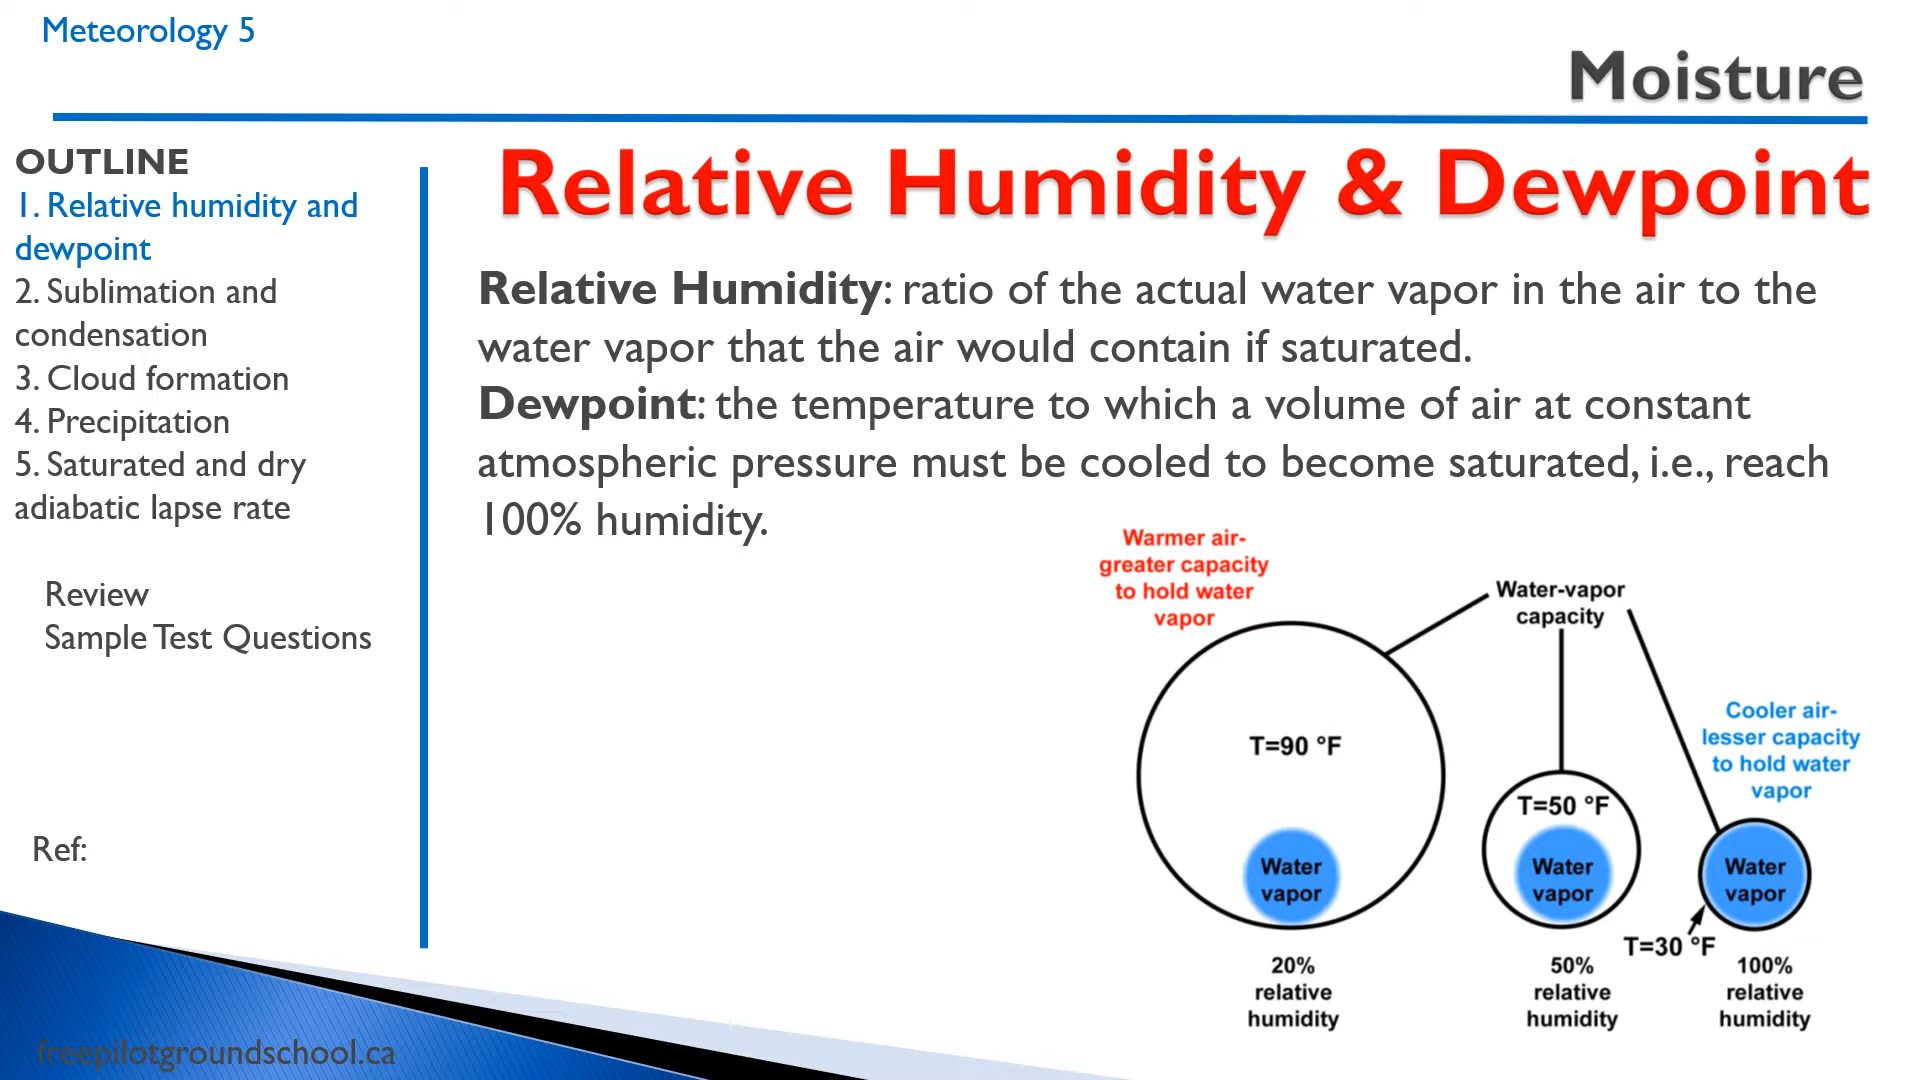 Meteorology 5
Moisture
OUTLINE
1. Relative humidity and
dewpoint
2. Sublimation and
condensation
3. Cloud formation
4. Precipitation
5. Saturated and dry
adiabatic lapse rate
Review
Sample Test Questions
Ref:
freepilotgroundschool.ca
Relative Humidity & Dewpoint
Relative Humidity: ratio of the actual water vapor in the air to the
water vapor that the air would contain if saturated.
Dewpoint: the temperature to which a volume of air at constant
atmospheric pressure must be cooled to become saturated, i.e., reach
100% humidity.
Warmer air-
greater capacity
to hold water
vapor
Water-vapor
capacity
Cooler air-
lesser capacity
to hold water
vapor
T=90 °F
Water
vapor
20%
relative
humidity
T=50 °F
Water
vapor
50%
relative
humidity
Water
vapor
T=30 °F
100%
relative
humidity